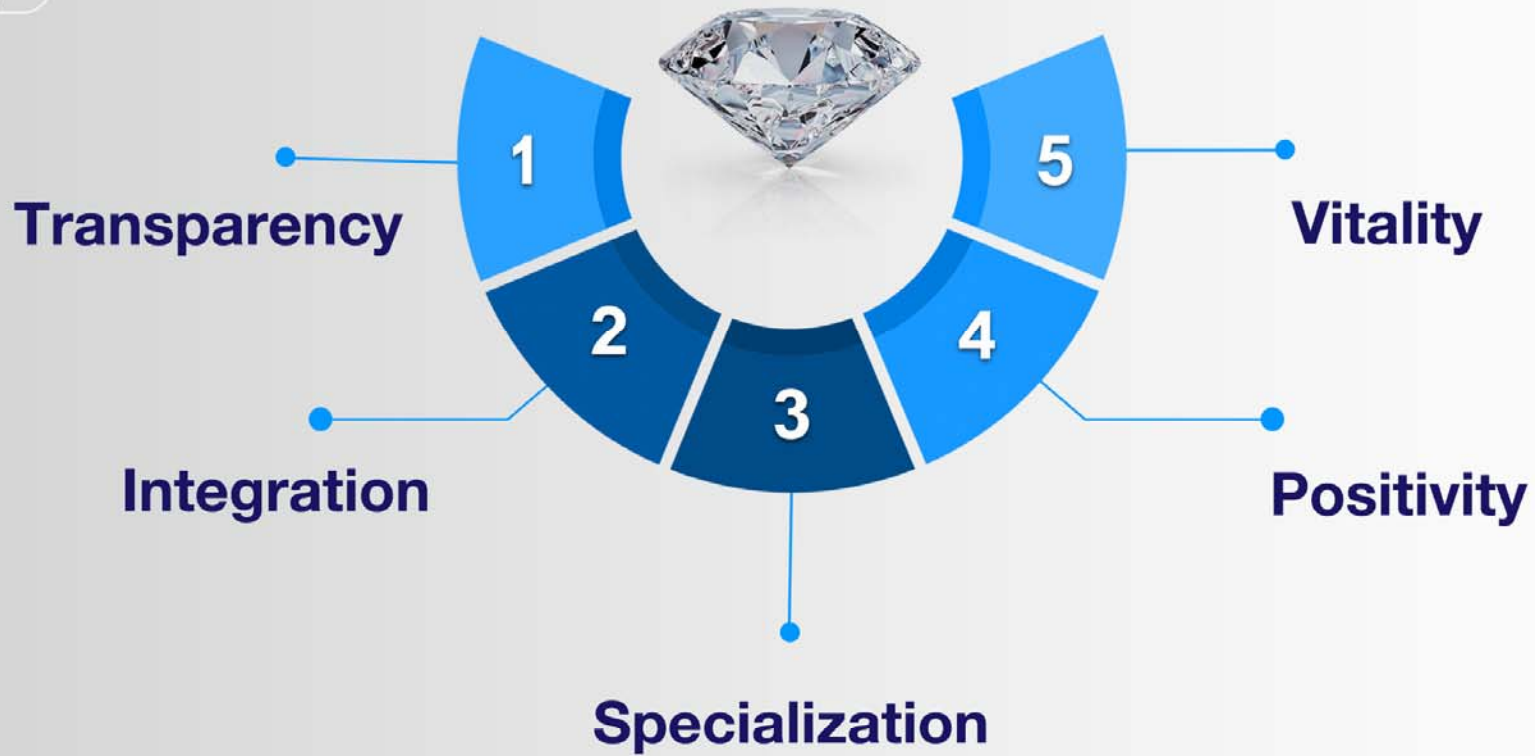 1
Transparency
2
Integration
3
Specialization
4
Positivity
5
Vitality